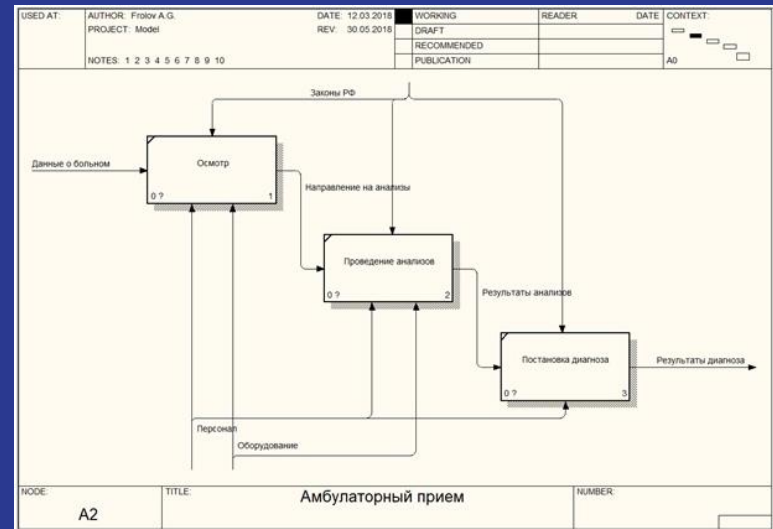 USED AT:
AUTHOR: Frolov A.G.
DATE: 12.03.2018
WORKING
READER
DATE
CONTEXT:
PROJECT: Model
REV: 30.05.2018
DRAFT
RECOMMENDED
NOTES: 1 2 3 4 5 6 7 8 9 10
PUBLICATION
A0
Законы РФ
Данные о больном
Осмотр
0 ?
1
Направление на анализы
Проведение анализов
0 ?
2
Результаты анализов
Постановка диагноза
0 ?
3
Результаты диагноза
Персонал
Оборудование
NODE:
TITLE:
NUMBER:
A2
Амбулаторный прием